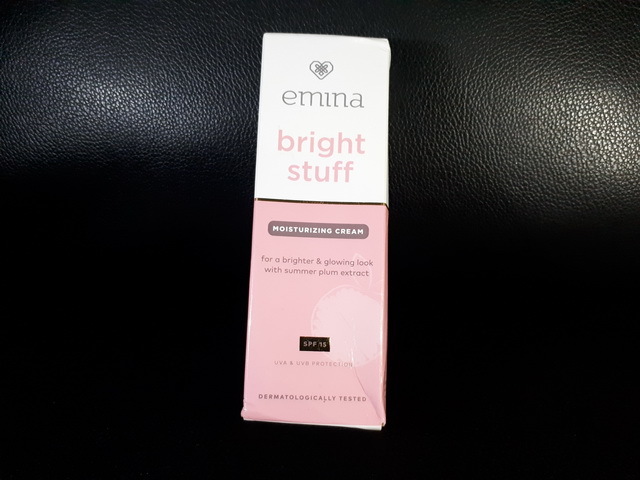 emina
bright
stuff
MOISTURIZING CREAM
for a brighter & glowing look
with summer plum extract
SPF 15
UVA & UVB PROTECTION
DERMATOLOGICALLY TESTED